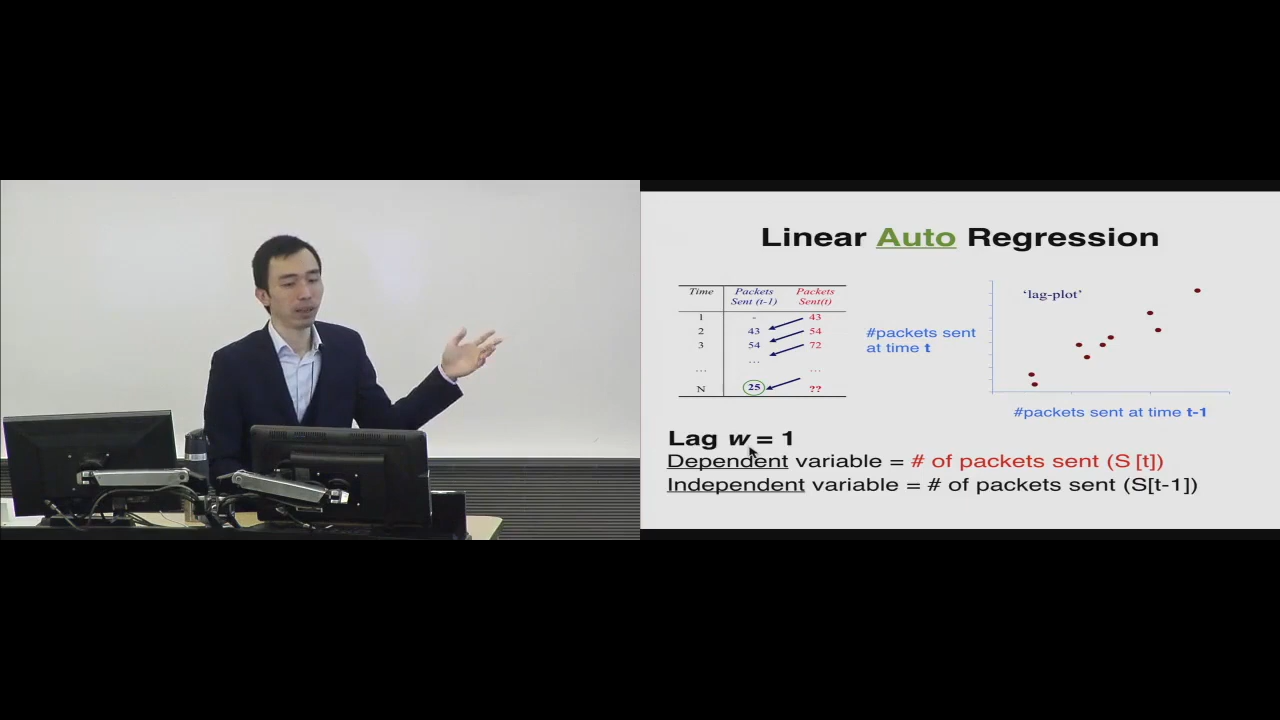 Linear Auto Regression
Time Packets Sent (t-1) Packets Sent(t)
1 - 43
2 43 54
3 54 72
…
… …
N 25 ??
#packets sent
at time t
‘lag-plot’
#packets sent at time t-1
Lag w = 1
Dependent variable = # of packets sent (S [t])
Independent variable = # of packets sent (S[t-1])